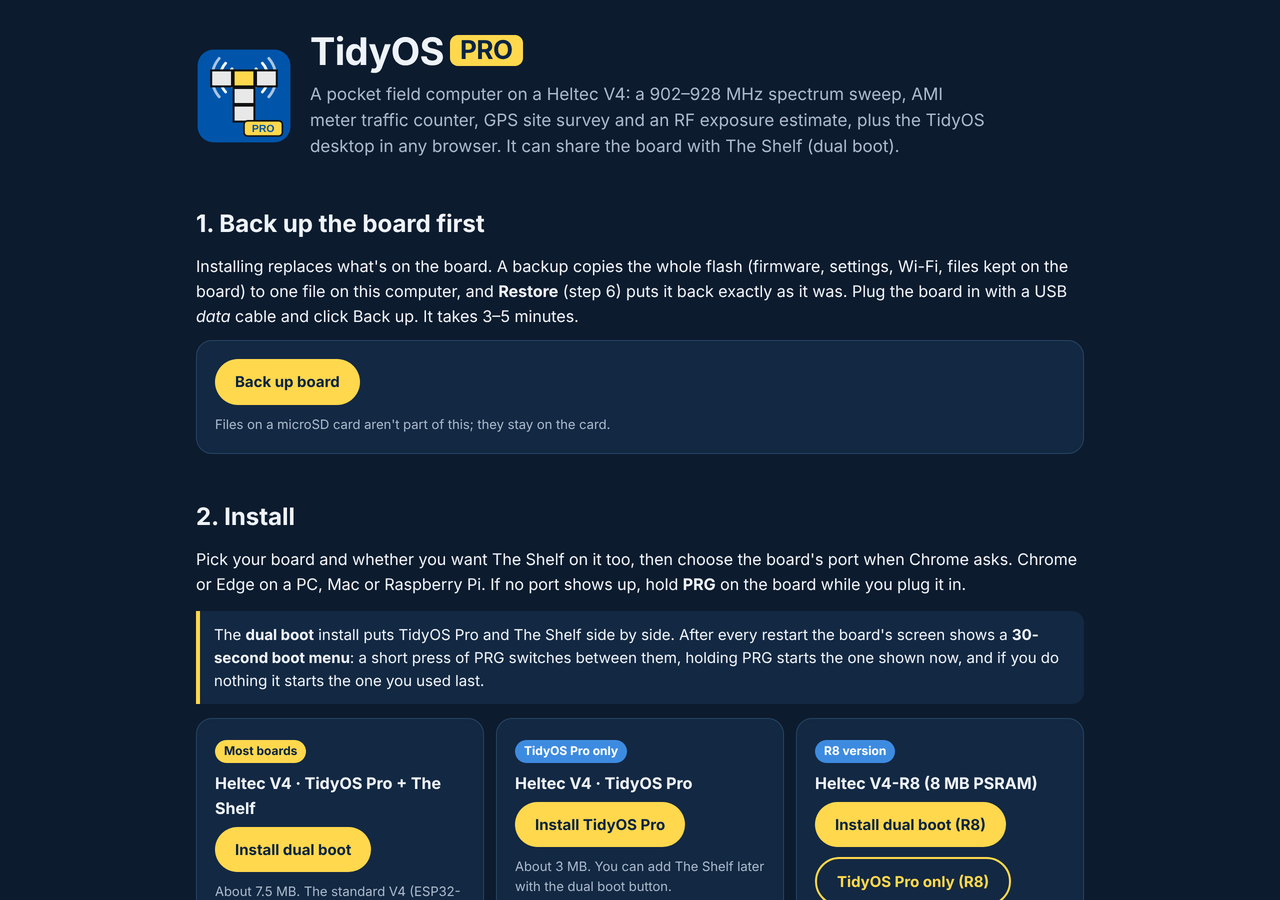 TidyOS PRO
PRO
A pocket field computer on a Heltec V4: a 902–928 MHz spectrum sweep, AMI
meter traffic counter, GPS site survey and an RF exposure estimate, plus the TidyOS
desktop in any browser. It can share the board with The Shelf (dual boot).
1. Back up the board first
Installing replaces what's on the board. A backup copies the whole flash (firmware, settings, Wi-Fi, files kept on the
board) to one file on this computer, and Restore (step 6) puts it back exactly as it was. Plug the board in with a USB
data cable and click Back up. It takes 3–5 minutes.
Back up board
Files on a microSD card aren't part of this; they stay on the card.
2. Install
Pick your board and whether you want The Shelf on it too, then choose the board's port when Chrome asks. Chrome
or Edge on a PC, Mac or Raspberry Pi. If no port shows up, hold PRG on the board while you plug it in.
The dual boot install puts TidyOS Pro and The Shelf side by side. After every restart the board's screen shows a 30-
second boot menu: a short press of PRG switches between them, holding PRG starts the one shown now, and if you do
nothing it starts the one you used last.
Most boards
Heltec V4 · TidyOS Pro + The
Shelf
Install dual boot
About 7.5 MB. The standard V4 (ESP32-
TidyOS Pro only
Heltec V4 · TidyOS Pro
Install TidyOS Pro
About 3 MB. You can add The Shelf later
with the dual boot button.
R8 version
Heltec V4-R8 (8 MB PSRAM)
Install dual boot (R8)
TidyOS Pro only (R8)